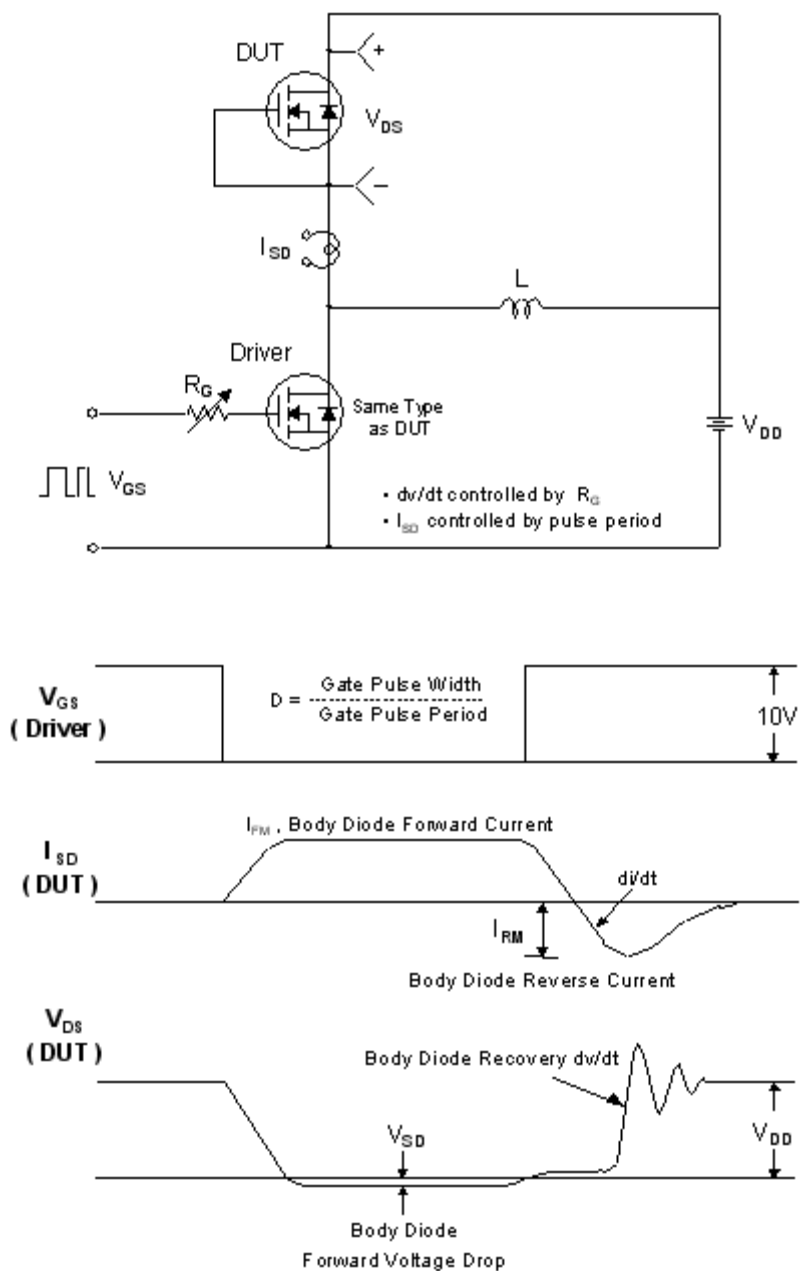 DUT
+
V_DS
–
I_SD
L
Driver
R_G
Same Type
as DUT
V_DD
V_GS
• dv/dt controlled by R_G
• I_SD controlled by pulse period
V_GS
( Driver )
D = Gate Pulse Width
Gate Pulse Period
10V
I_FM , Body Diode Forward Current
I_SD
( DUT )
di/dt
I_RM
Body Diode Reverse Current
V_DS
( DUT )
Body Diode Recovery dv/dt
V_SD
V_DD
Body Diode
Forward Voltage Drop